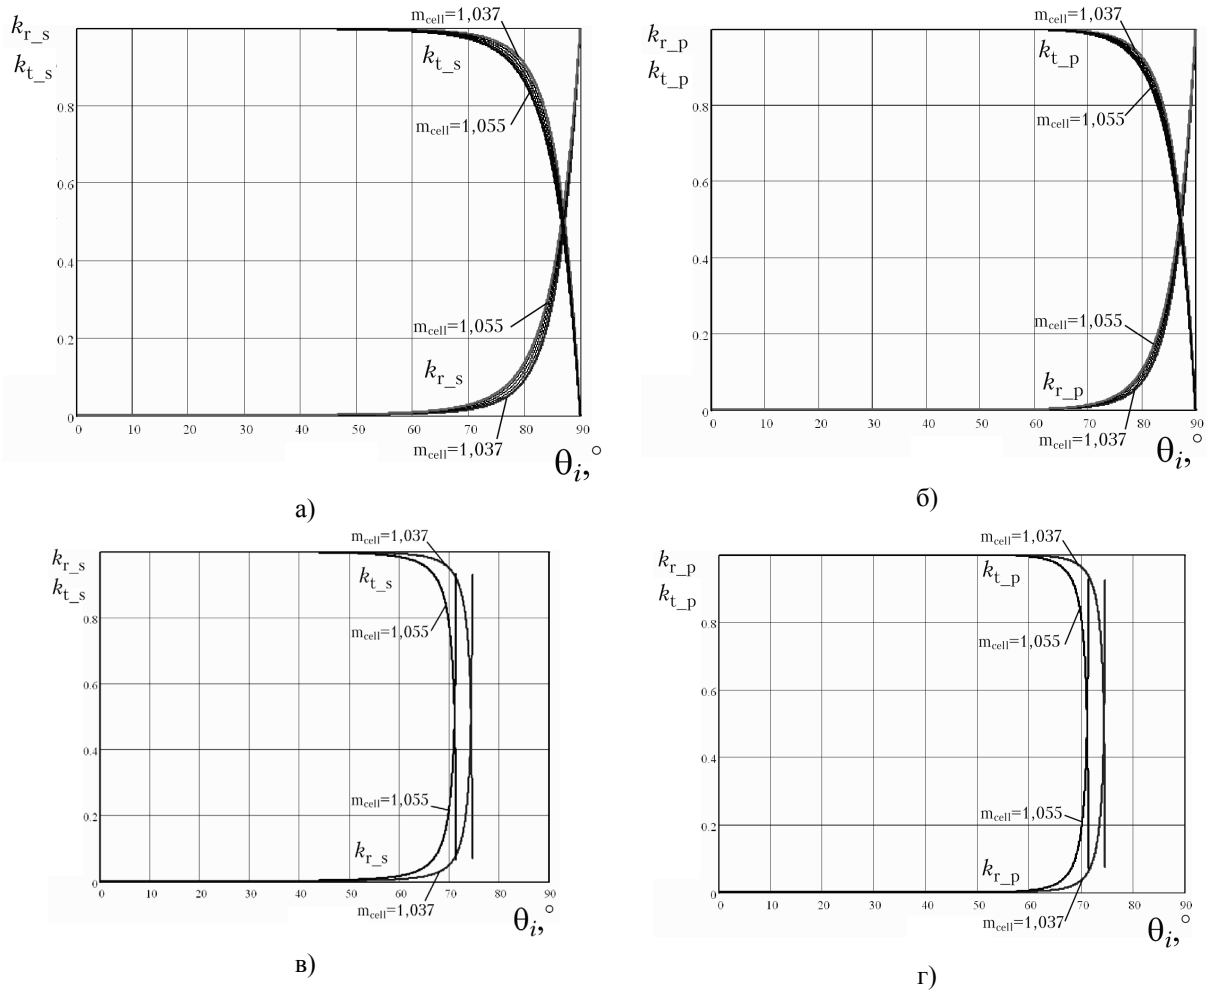 k_r_s
k_t_s
m_cell=1,037
k_t_s
m_cell=1,055
0.8
0.6
0.4
0.2
0
m_cell=1,055
k_r_s
m_cell=1,037
0 10 20 30 40 50 60 70 80 90
θ_i,°
а)
k_r_p
k_t_p
m_cell=1,037
k_t_p
m_cell=1,055
0.8
0.6
0.4
0.2
0
m_cell=1,055
k_r_p
m_cell=1,037
0 10 20 30 40 50 60 70 80 90
θ_i,°
б)
k_r_s
k_t_s
m_cell=1,037
k_t_s
m_cell=1,055
0.8
0.6
0.4
0.2
0
m_cell=1,055
k_r_s
m_cell=1,037
0 10 20 30 40 50 60 70 80 90
θ_i,°
в)
k_r_p
k_t_p
m_cell=1,037
k_t_p
m_cell=1,055
0.8
0.6
0.4
0.2
0
m_cell=1,055
k_r_p
m_cell=1,037
0 10 20 30 40 50 60 70 80 90
θ_i,°
г)